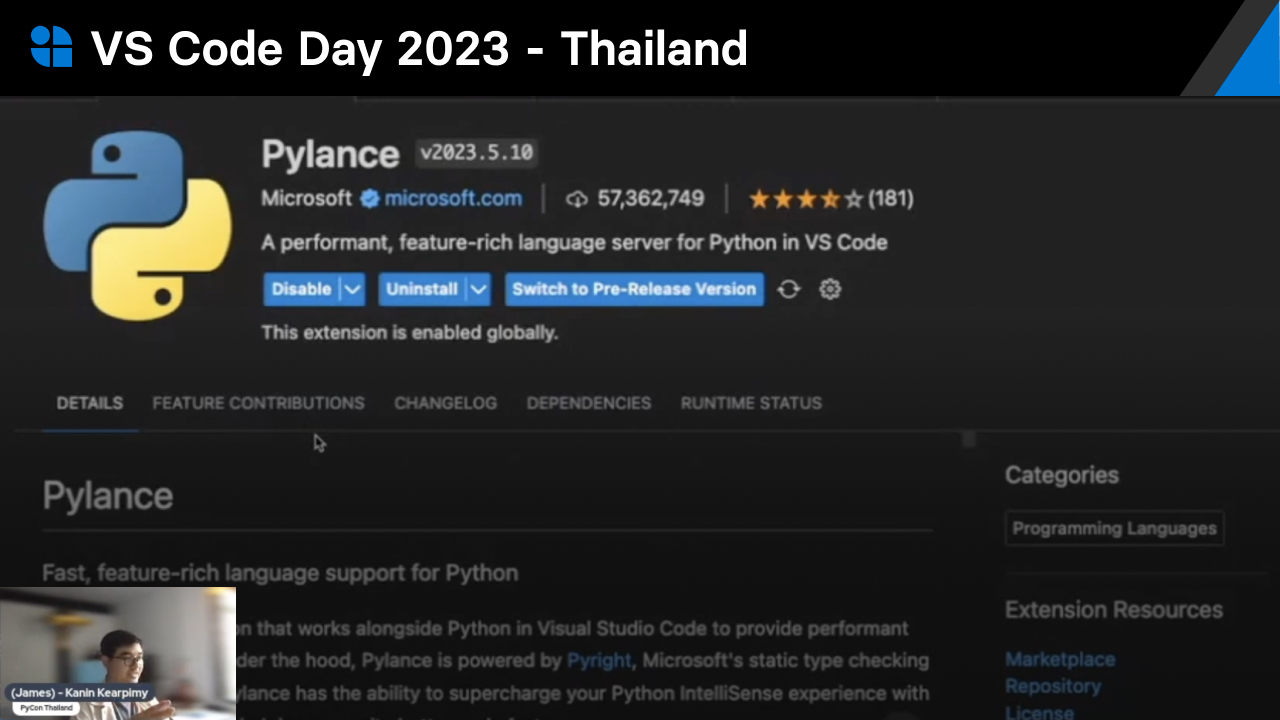 VS Code Day 2023 - Thailand
Pylance v2023.5.10
Microsoft microsoft.com 57,362,749 (181)
A performant, feature-rich language server for Python in VS Code
Disable Uninstall Switch to Pre-Release Version
This extension is enabled globally.
DETAILS FEATURE CONTRIBUTIONS CHANGELOG DEPENDENCIES RUNTIME STATUS
Pylance
Fast, feature-rich language support for Python
that works alongside Python in Visual Studio Code to provide performant
the hood, Pylance is powered by Pyright, Microsoft's static type checking
has the ability to supercharge your Python IntelliSense experience with
Categories
Programming Languages
Extension Resources
Marketplace
Repository
License
(James) - Kanin Kearpimy
PyCon Thailand